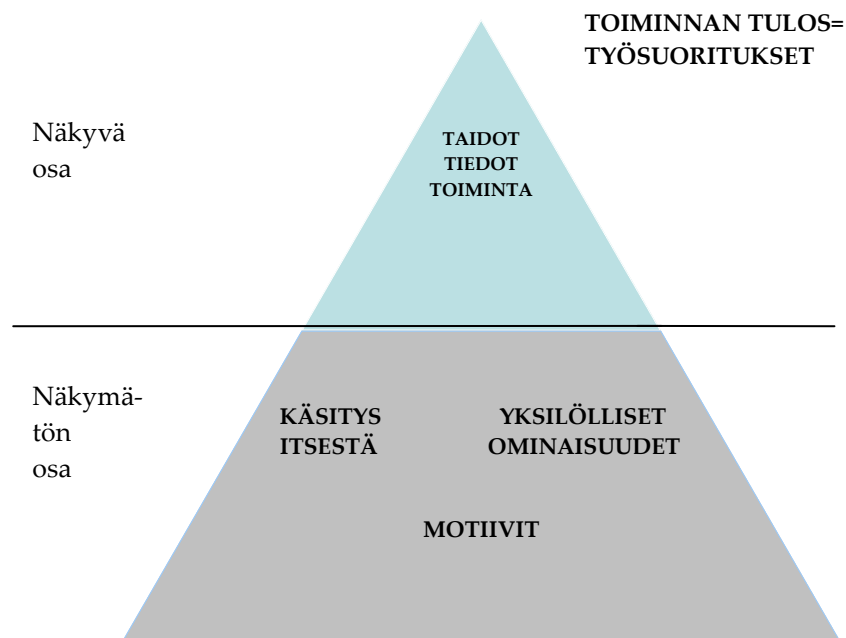 TOIMINNAN TULOS=
TYÖSUORITUKSET
Näkyvä
osa
TAIDOT
TIEDOT
TOIMINTA
Näkymä-
tön
osa
KÄSITYS
ITSESTÄ
YKSILÖLLISET
OMINAISUUDET
MOTIIVIT